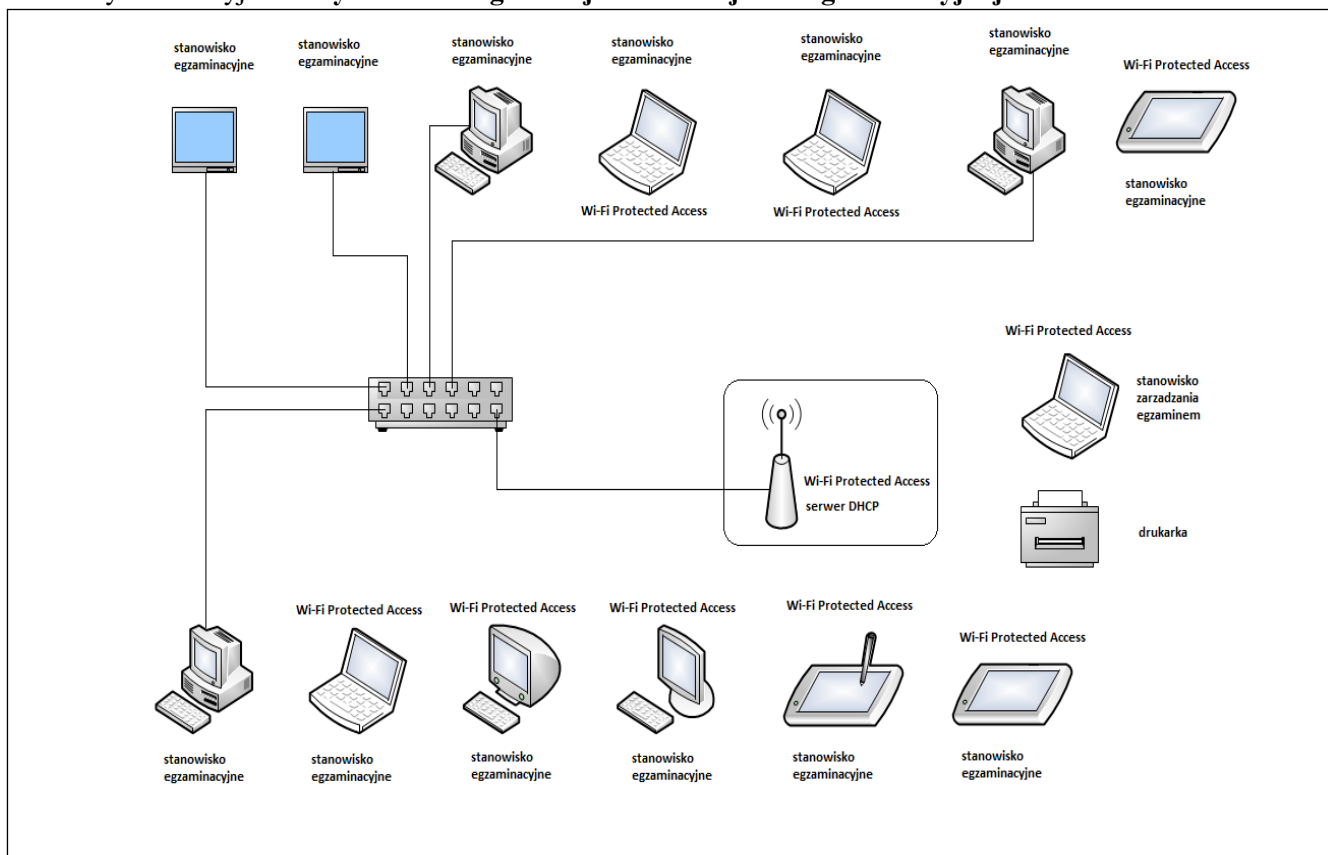 stanowisko
egzaminacyjne
stanowisko
egzaminacyjne
stanowisko
egzaminacyjne
stanowisko
egzaminacyjne
stanowisko
egzaminacyjne
stanowisko
egzaminacyjne
Wi-Fi Protected Access
Wi-Fi Protected Access
Wi-Fi Protected Access
stanowisko
egzaminacyjne
Wi-Fi Protected Access
stanowisko
zarzadzania
egzaminem
Wi-Fi Protected Access
serwer DHCP
drukarka
Wi-Fi Protected Access
Wi-Fi Protected Access
Wi-Fi Protected Access
Wi-Fi Protected Access
Wi-Fi Protected Access
stanowisko
egzaminacyjne
stanowisko
egzaminacyjne
stanowisko
egzaminacyjne
stanowisko
egzaminacyjne
stanowisko
egzaminacyjne
stanowisko
egzaminacyjne